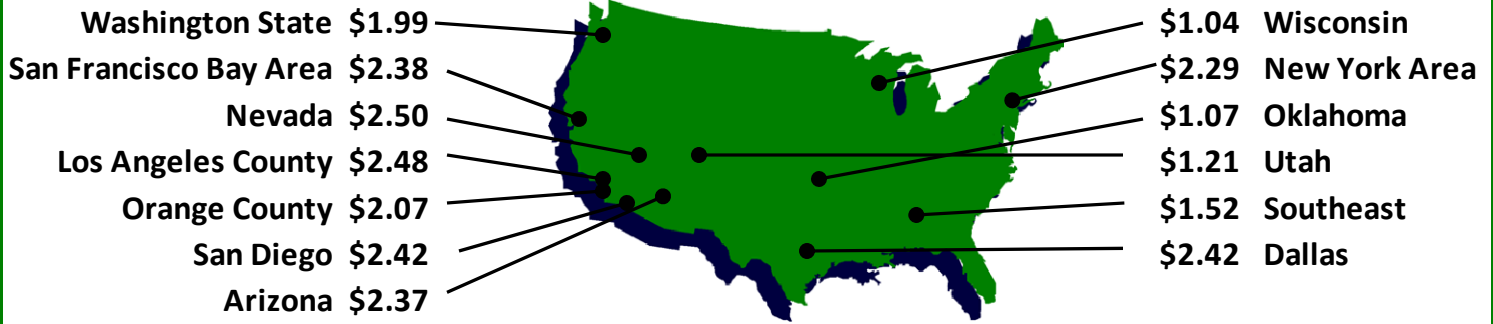 Washington State $1.99
San Francisco Bay Area $2.38
Nevada $2.50
Los Angeles County $2.48
Orange County $2.07
San Diego $2.42
Arizona $2.37
$1.04 Wisconsin
$2.29 New York Area
$1.07 Oklahoma
$1.21 Utah
$1.52 Southeast
$2.42 Dallas